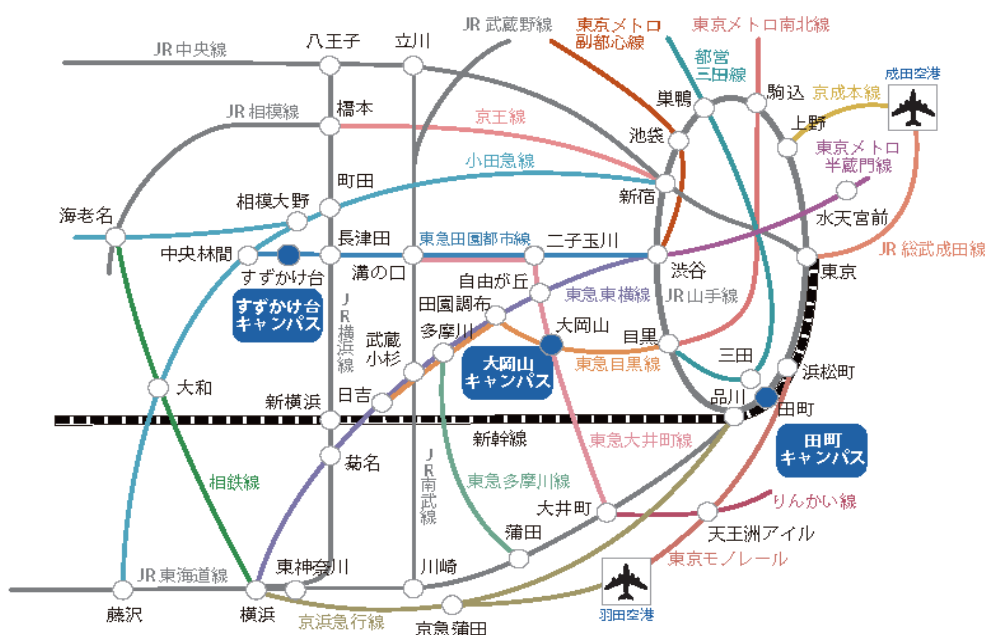 JR 武蔵野線
東京メトロ
副都心線
東京メトロ南北線
JR 中央線
八王子
立川
都営
三田線
成田空港
巣鴨
駒込
京成本線
JR 相模線
橋本
京王線
池袋
上野
東京メトロ
半蔵門線
小田急線
町田
新宿
相模大野
水天宮前
海老名
中央林間
長津田
東急田園都市線
二子玉川
JR 総武成田線
すずかけ台
溝の口
渋谷
東京
自由が丘
東急東横線
JR 山手線
すずかけ台
キャンパス
田園調布
JR横浜線
多摩川
大岡山
目黒
武蔵
小杉
大岡山
キャンパス
東急目黒線
三田
浜松町
大和
日吉
品川
新横浜
田町
新幹線
東急大井町線
田町
キャンパス
菊名
JR南武線
相鉄線
東急多摩川線
りんかい線
大井町
蒲田
天王洲アイル
東神奈川
川崎
東京モノレール
JR 東海道線
藤沢
横浜
京浜急行線
京急蒲田
羽田空港